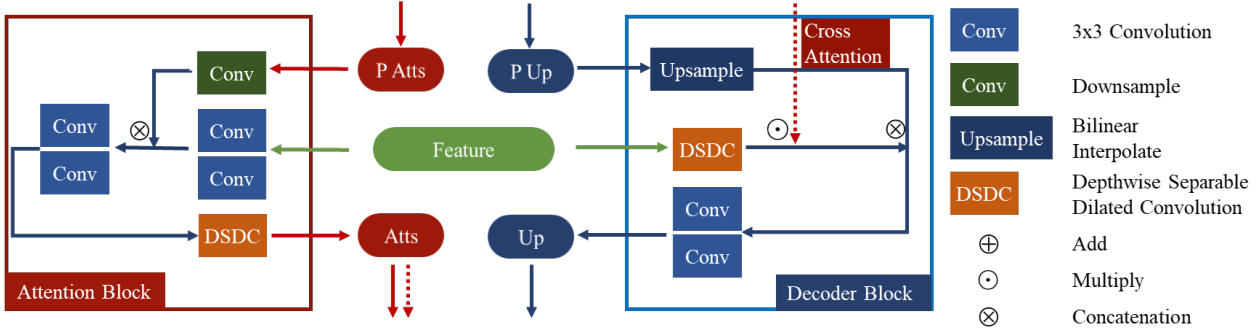 Conv
P Atts
P Up
Upsample
Cross
Attention
Conv
3x3 Convolution
Conv
Downsample
Conv
Conv
Conv
Conv
Feature
DSDC
Upsample
Bilinear
Interpolate
DSDC
Atts
Up
Conv
Conv
DSDC
Depthwise Separable
Dilated Convolution
Add
Multiply
Concatenation
Attention Block
Decoder Block